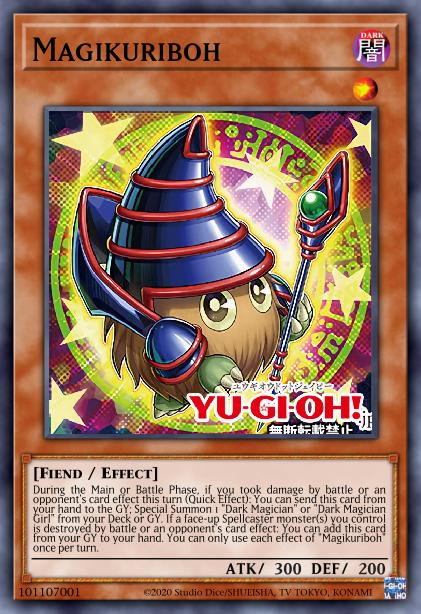 MAGIKURIBOH
DARK
闇
ユウギオウドットジェイピー
YU-GI-OH!
無断転載禁止
[FIEND / EFFECT]
During the Main or Battle Phase, if you took damage by battle or an
opponent's card effect this turn (Quick Effect): You can send this card from
your hand to the GY; Special Summon 1 "Dark Magician" or "Dark Magician
Girl" from your Deck or GY. If a face-up Spellcaster monster(s) you control
is destroyed by battle or an opponent's card effect: You can add this card
from your GY to your hand. You can only use each effect of "Magikuriboh"
once per turn.
ATK/ 300 DEF/ 200
101107001
©2020 Studio Dice/SHUEISHA, TV TOKYO, KONAMI